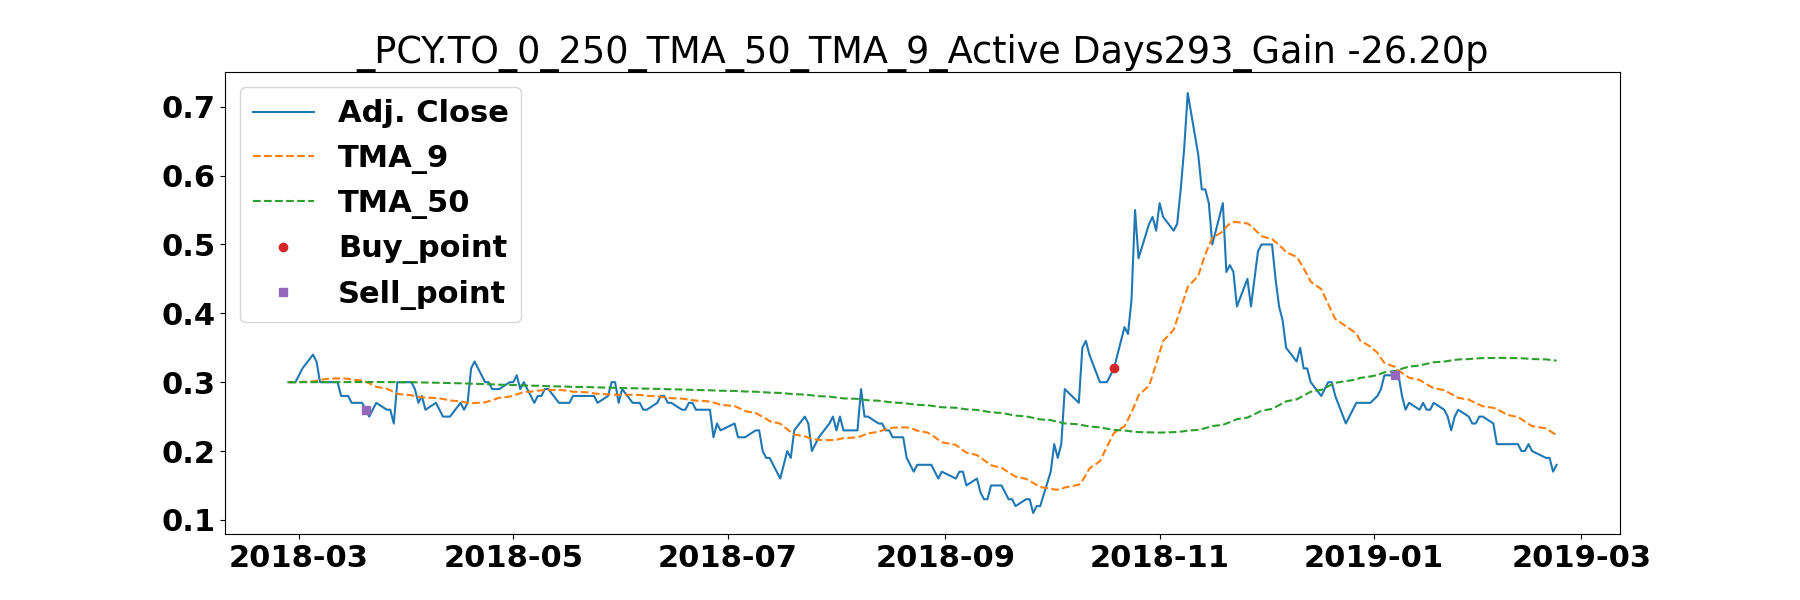 _PCY.TO_0_250_TMA_50_TMA_9_Active Days293_Gain -26.20p
Adj. Close
TMA_9
TMA_50
Buy_point
Sell_point
0.7
0.6
0.5
0.4
0.3
0.2
0.1
2018-03 2018-05 2018-07 2018-09 2018-11 2019-01 2019-03